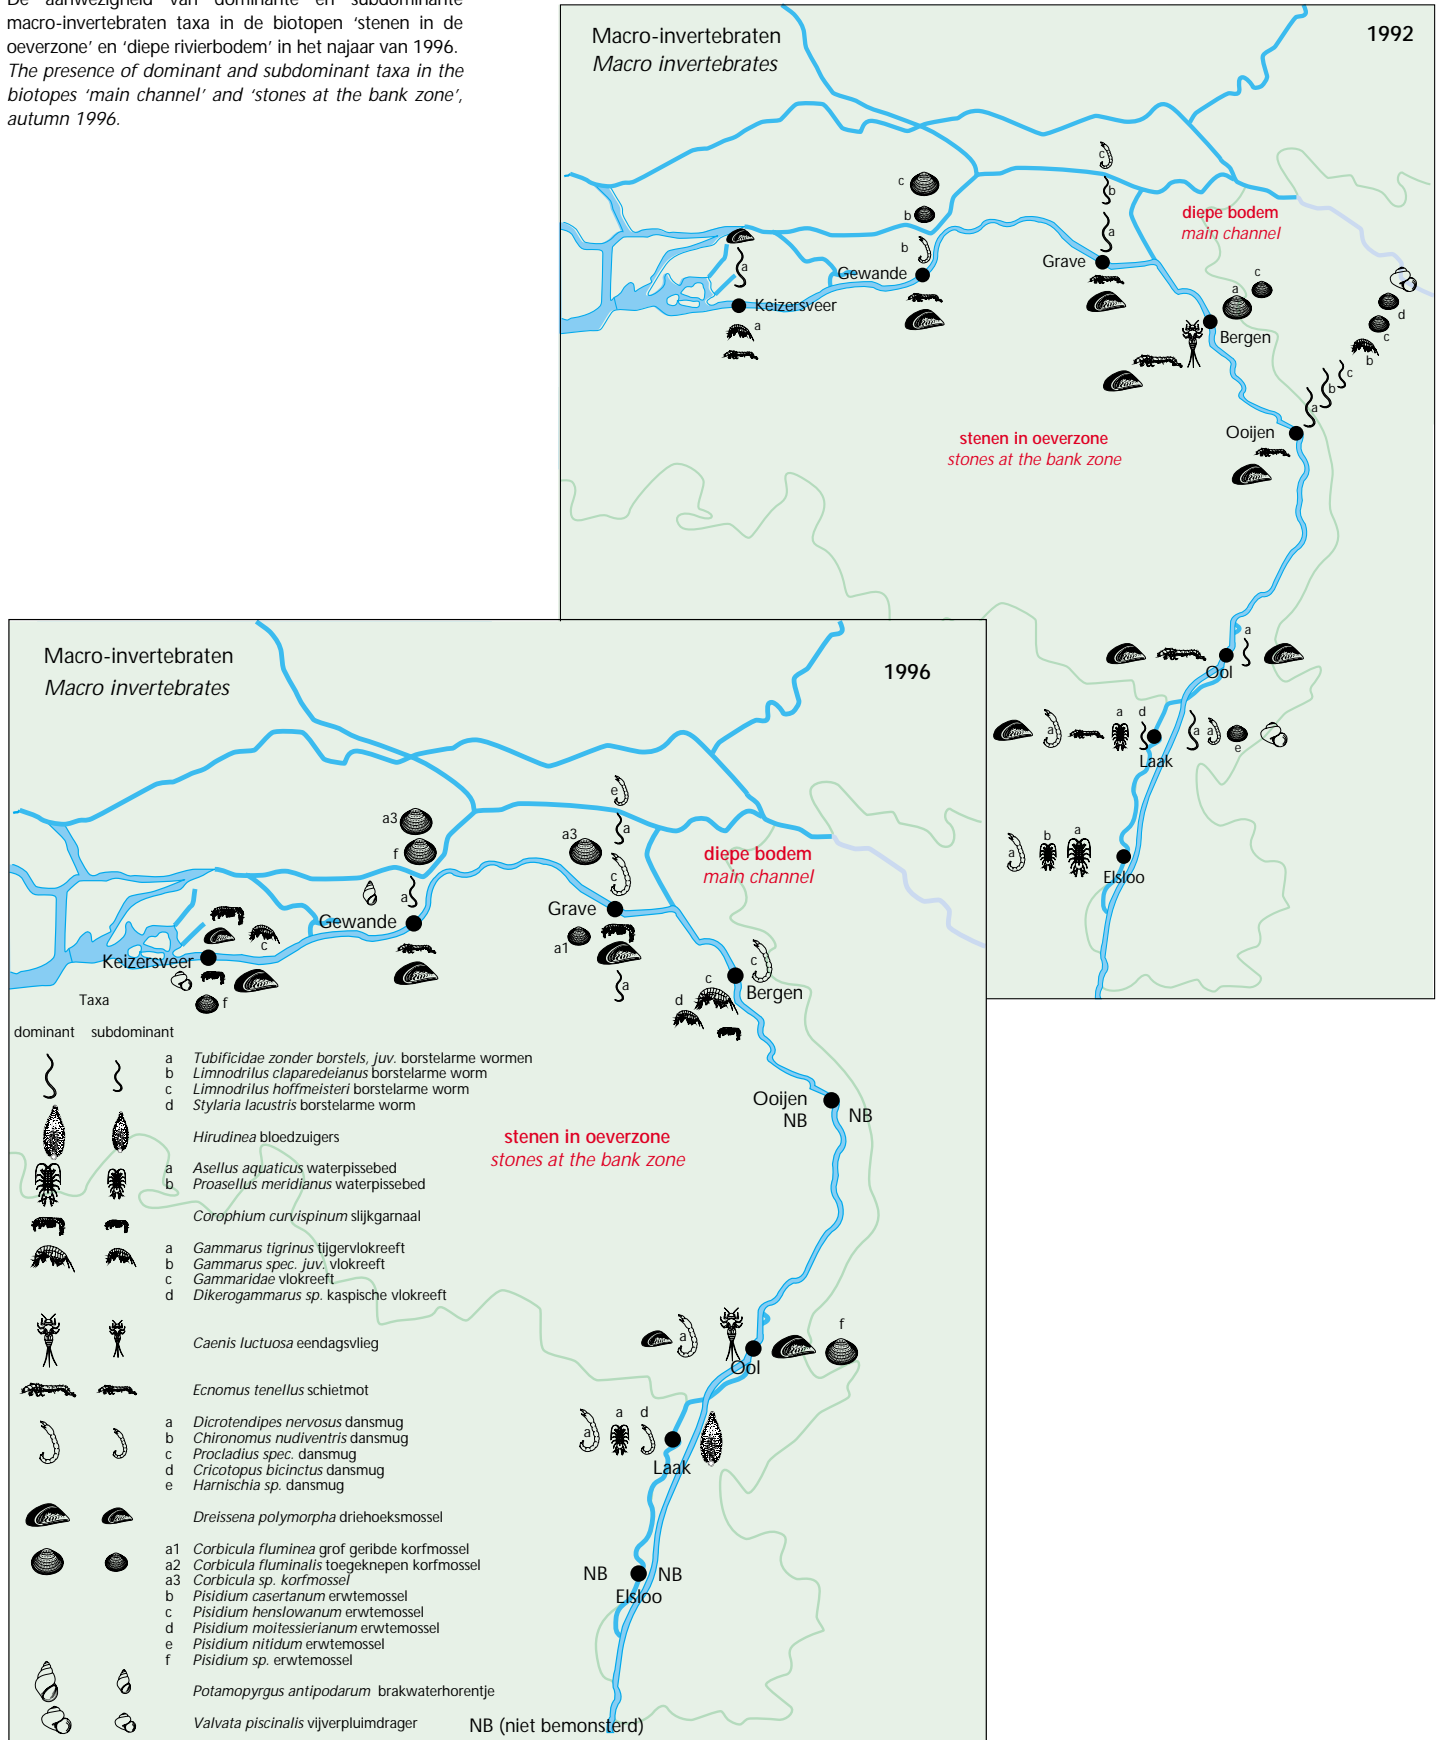 De aanwezigheid van dominante en subdominante
macro-invertebraten taxa in de biotopen ‘stenen in de
oeverzone’ en ‘diepe rivierbodem’ in het najaar van 1996.
The presence of dominant and subdominant taxa in the
biotopes ‘main channel’ and ‘stones at the bank zone’,
autumn 1996.
Macro-invertebraten
Macro invertebrates
1992
c
c
b
b
a
b
a
Keizersveer
a
Gewande
Grave
diepe bodem
main channel
a
c
Bergen
d
c
b
c
b
a
Ooijen
stenen in oeverzone
stones at the bank zone
a
Ool
a
a
d
a
a
e
Laak
a
b
a
Elsloo
Macro-invertebraten
Macro invertebrates
1996
a3
f
a
Gewande
c
Keizersveer
f
e
a
a3
c
Grave
a1
a
diepe bodem
main channel
c
Bergen
c
d
Ooijen
NB
NB
stenen in oeverzone
stones at the bank zone
a
f
Ool
a
a
d
Laak
NB
NB
Elsloo
Taxa
dominant subdominant
a Tubificidae zonder borstels, juv. borstelarme wormen
b Limnodrilus claparedeianus borstelarme worm
c Limnodrilus hoffmeisteri borstelarme worm
d Stylaria lacustris borstelarme worm
Hirudinea bloedzuigers
a Asellus aquaticus waterpissebed
b Proasellus meridianus waterpissebed
Corophium curvispinum slijkgarnaal
a Gammarus tigrinus tijgervlokreeft
b Gammarus spec. juv. vlokreeft
c Gammaridae vlokreeft
d Dikerogammarus sp. kaspische vlokreeft
Caenis luctuosa eendagsvlieg
Ecnomus tenellus schietmot
a Dicrotendipes nervosus dansmug
b Chironomus nudiventris dansmug
c Procladius spec. dansmug
d Cricotopus bicinctus dansmug
e Harnischia sp. dansmug
Dreissena polymorpha driehoeksmossel
a1 Corbicula fluminea grof geribde korfmossel
a2 Corbicula fluminalis toegeknepen korfmossel
a3 Corbicula sp. korfmossel
b Pisidium casertanum erwtemossel
c Pisidium henslowanum erwtemossel
d Pisidium moitessierianum erwtemossel
e Pisidium nitidum erwtemossel
f Pisidium sp. erwtemossel
Potamopyrgus antipodarum brakwaterhorentje
Valvata piscinalis vijverpluimdrager
NB (niet bemonsterd)